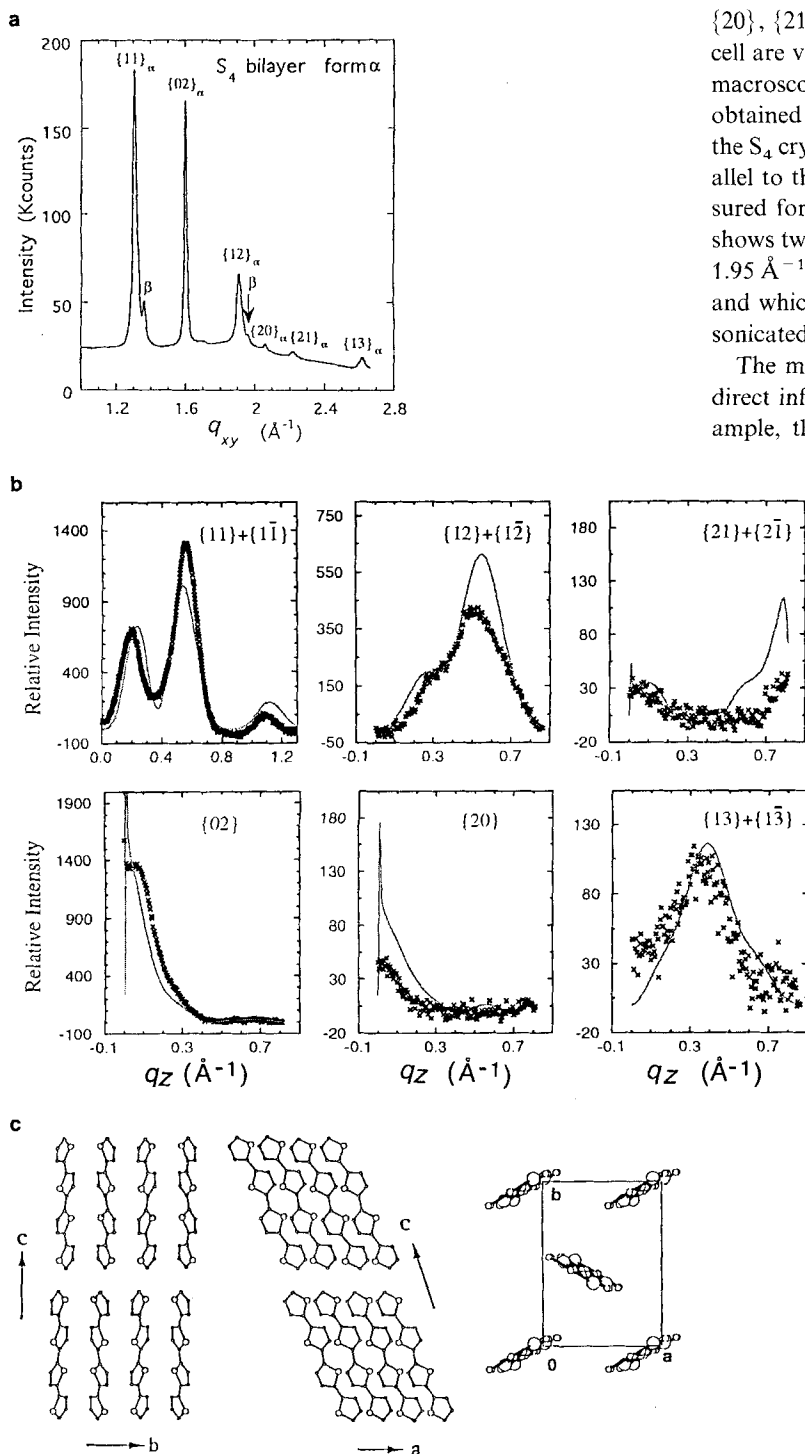 a
{20}, {21
cell are v
macrosco
obtained
the S₄ cry
allel to th
sured for
shows tw
1.95 Å⁻¹
and whic
sonicated
The m
direct inf
ample, th
S₄ bilayer form α
{11}α
{02}α
{12}α
β
β
{20}α
{21}α
{13}α
Intensity (Kcounts)
200
150
100
50
0
1.2 1.6 2 2.4 2.8
q xy (Å⁻¹)
b
{11}+{11̄}
{12}+{12̄}
{21}+{21̄}
Relative Intensity
1400
900
400
-100
0.0 0.4 0.8 1.2
750
550
350
150
-50
-0.1 0.3 0.7
180
130
80
30
-20
-0.1 0.3 0.7
{02}
{20}
{13}+{13̄}
Relative Intensity
1900
1400
900
400
-100
-0.1 0.3 0.7
180
130
80
30
-20
-0.1 0.3 0.7
130
80
30
-20
-0.1 0.3 0.7
qz (Å-1)
qz (Å-1)
qz (Å-1)
c
c
b
c
a
b
0
a